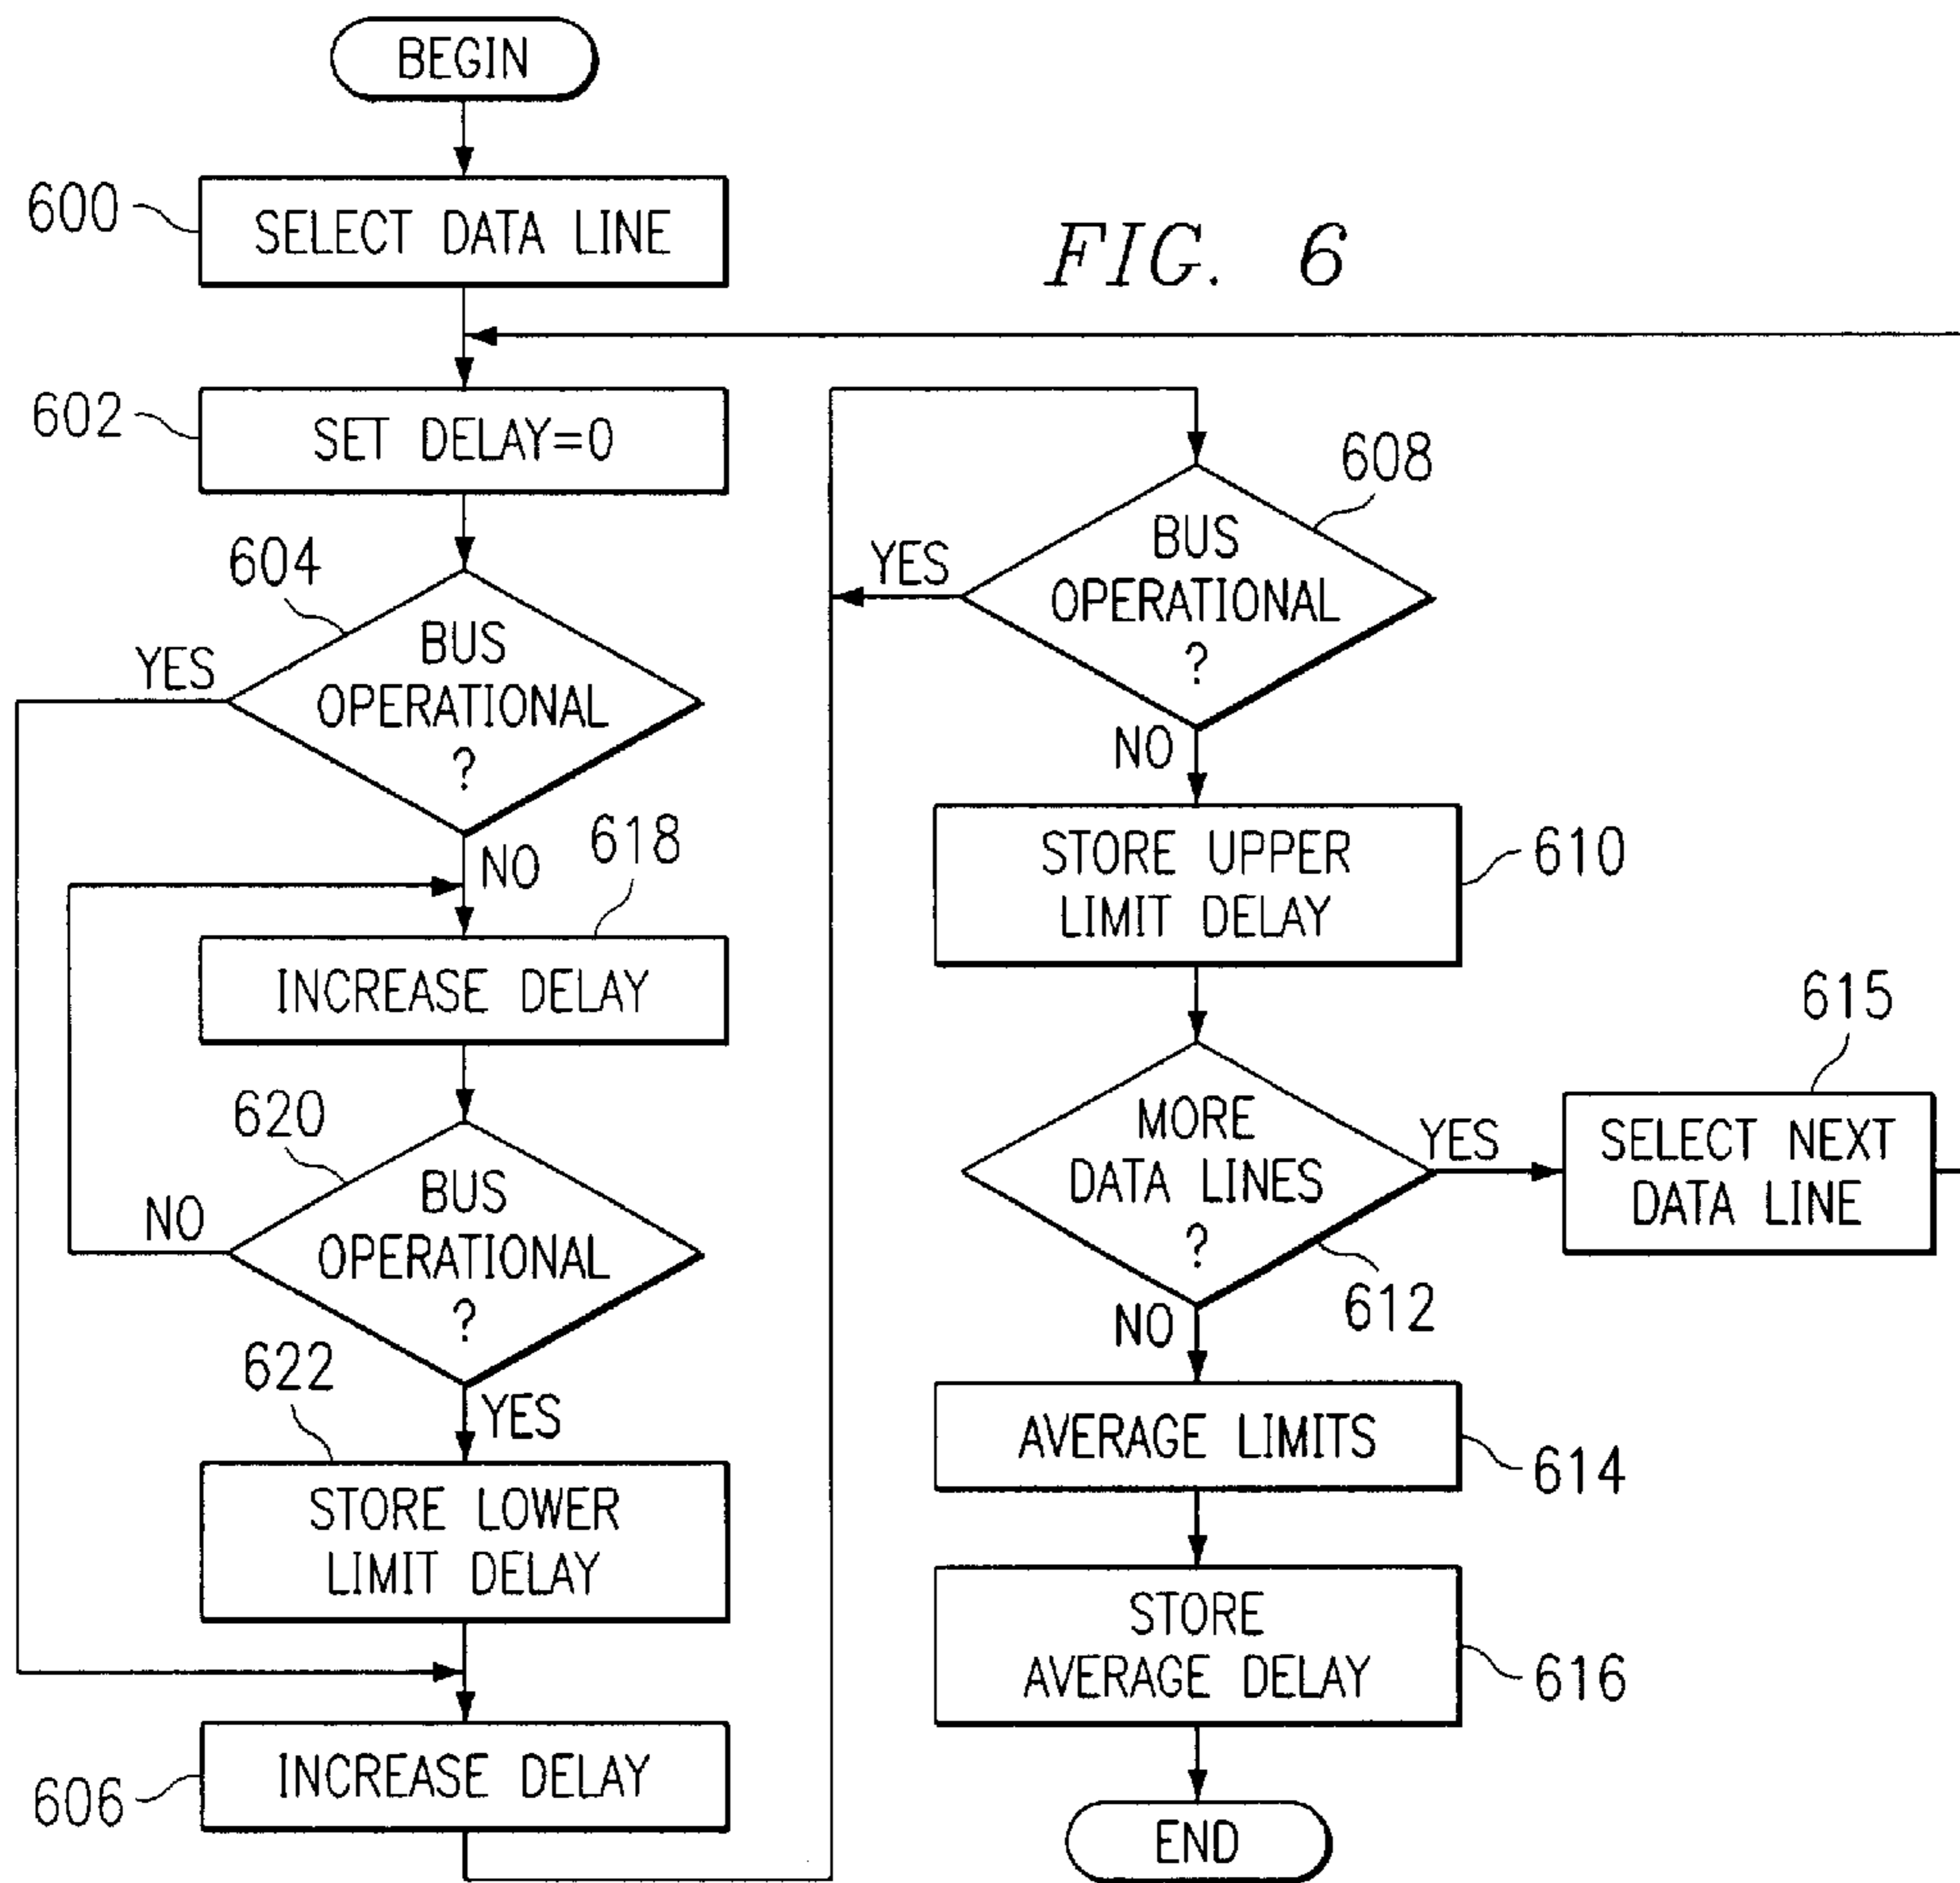 BEGIN
600
SELECT DATA LINE
FIG. 6
602
SET DELAY=0
604
YES
BUS
OPERATIONAL
?
NO
618
INCREASE DELAY
620
NO
BUS
OPERATIONAL
?
YES
622
STORE LOWER
LIMIT DELAY
606
INCREASE DELAY
608
YES
BUS
OPERATIONAL
?
NO
STORE UPPER
LIMIT DELAY
610
MORE
DATA LINES
?
YES
612
615
SELECT NEXT
DATA LINE
NO
AVERAGE LIMITS
614
STORE
AVERAGE DELAY
616
END